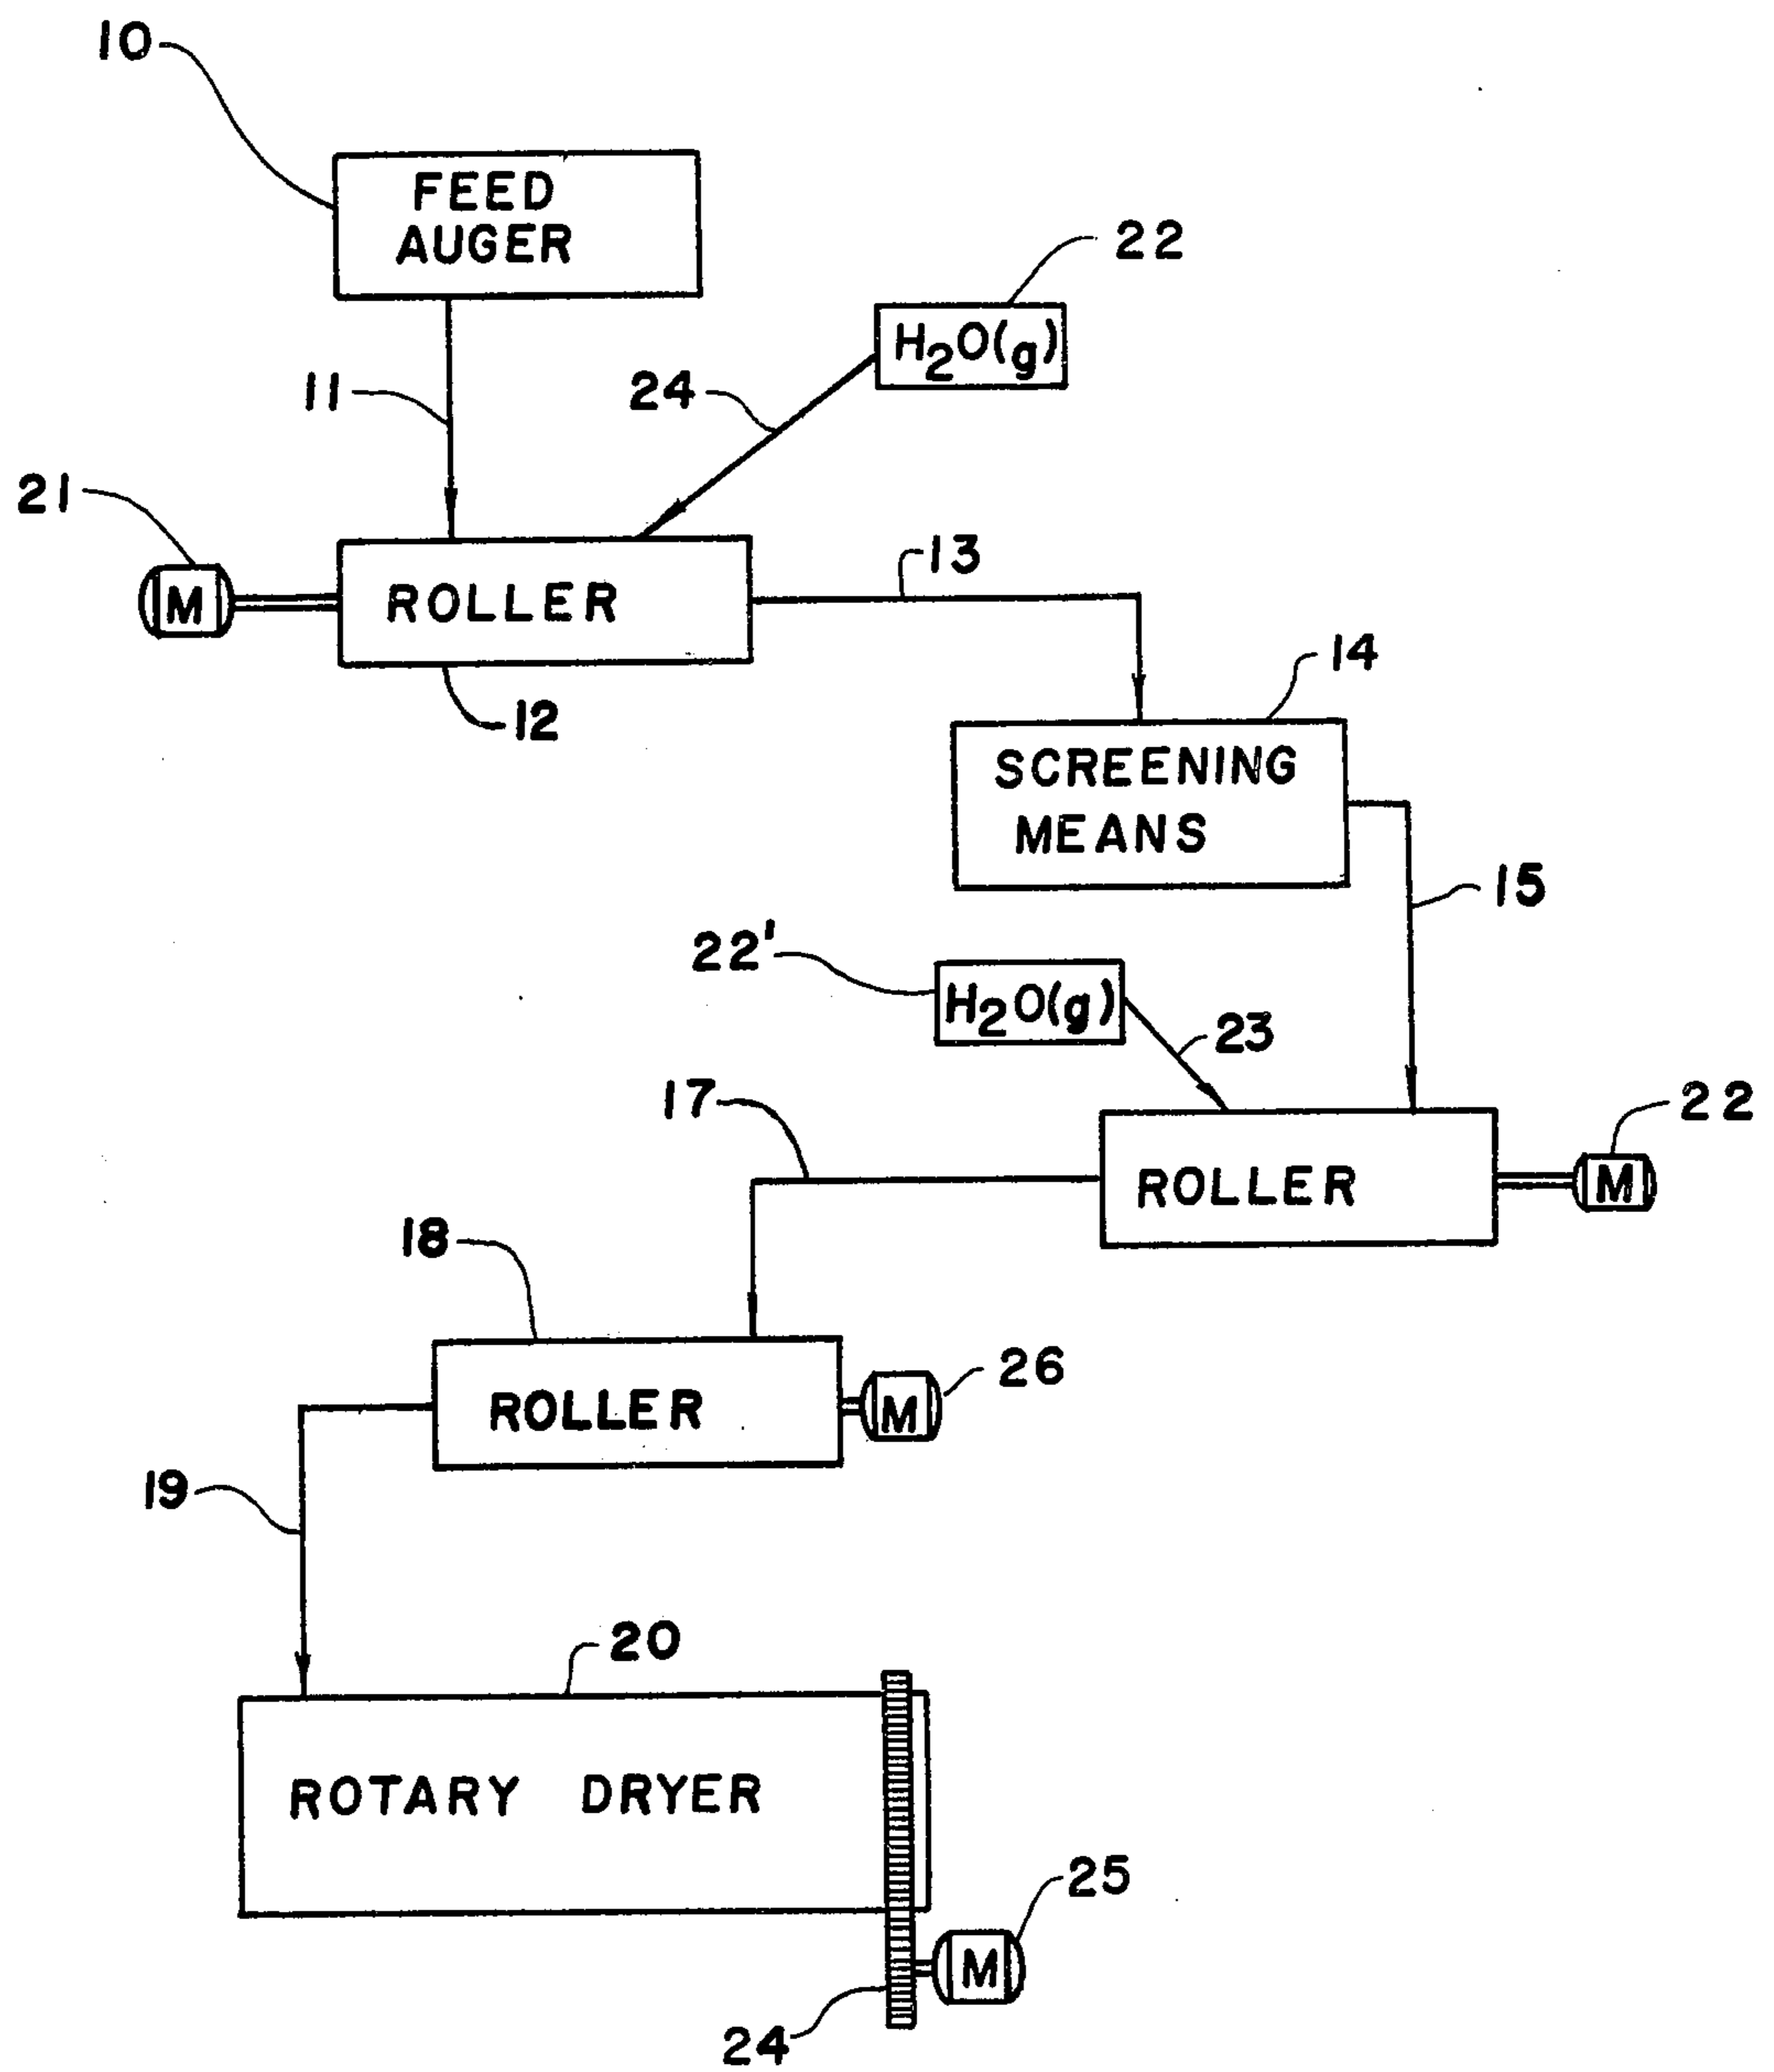 10
FEED
AUGER
22
H2O(g)
11
24
21
M
ROLLER
13
12
14
SCREENING
MEANS
15
22'
H2O(g)
23
17
22
ROLLER
M
18
26
ROLLER
M
19
20
ROTARY DRYER
25
M
24